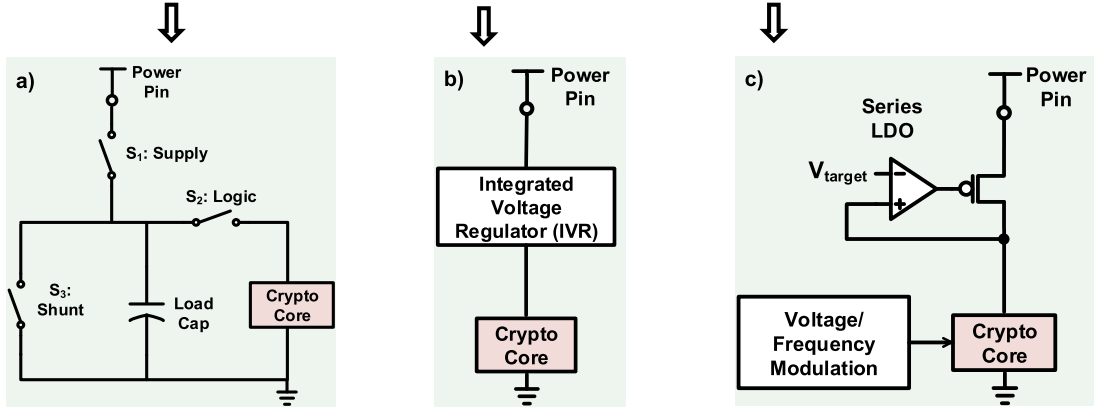 a)
Power
Pin
S₁: Supply
S₂: Logic
S₃:
Shunt
Load
Cap
Crypto
Core
b)
Power
Pin
Integrated
Voltage
Regulator (IVR)
Crypto
Core
c)
Power
Pin
Series
LDO
Vtarget
−
+
Voltage/
Frequency
Modulation
Crypto
Core